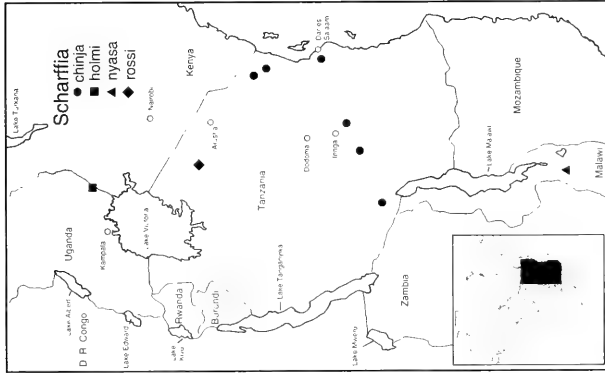 Lake Turkana
Scharffia
chinja
holmi
nyasa
rossi
Uganda
Kenya
Nairobi
Kampala
Lake Victoria
Lake Albert
D R Congo
Lake Edward
Lake
Kivu
Rwanda
Burundi
Arusha
Tanzania
Dar es
Salaam
Dodoma
Iringa
Lake Tanganyika
Lake Mweru
Zambia
Lake Malawi
Mozambique
Malawi